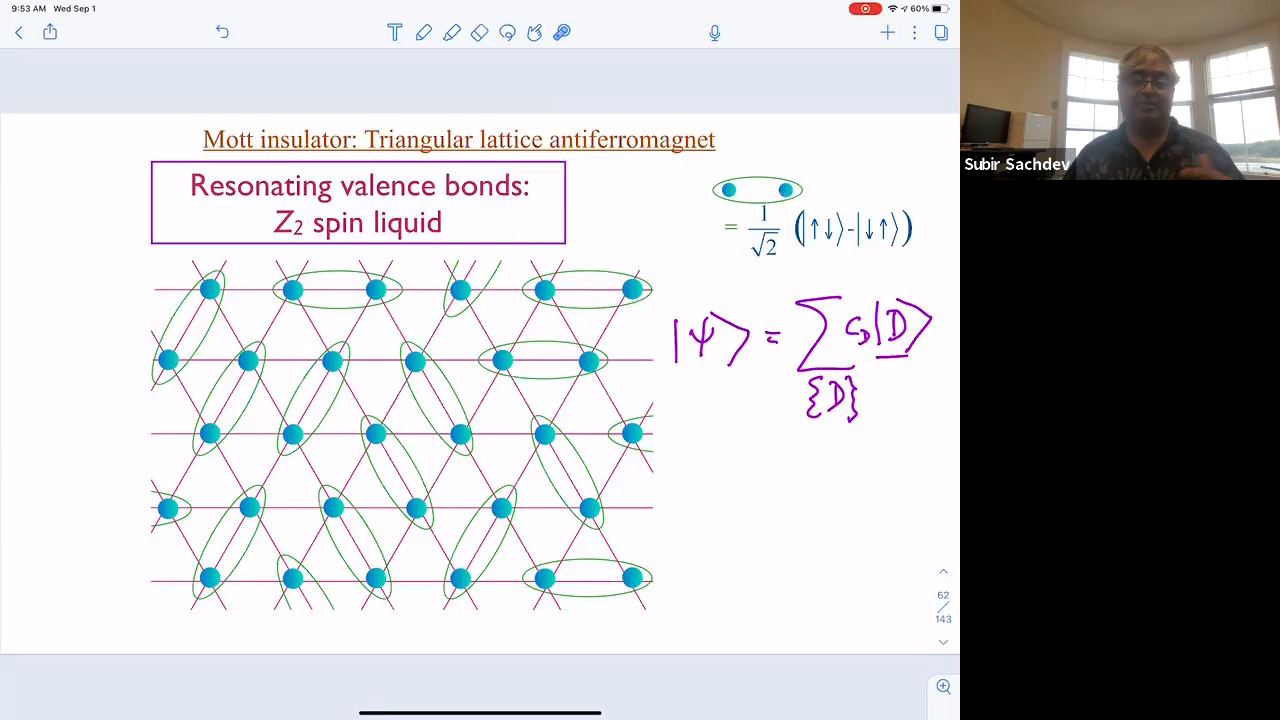 9:53 AM Wed Sep 1
60%
Mott insulator: Triangular lattice antiferromagnet
Resonating valence bonds:
Z₂ spin liquid
= 1/√2 (|↑↓⟩-|↓↑⟩)
|Ψ⟩ = ∑ C_D |D⟩
{D}
Subir Sachdev
62
/
143